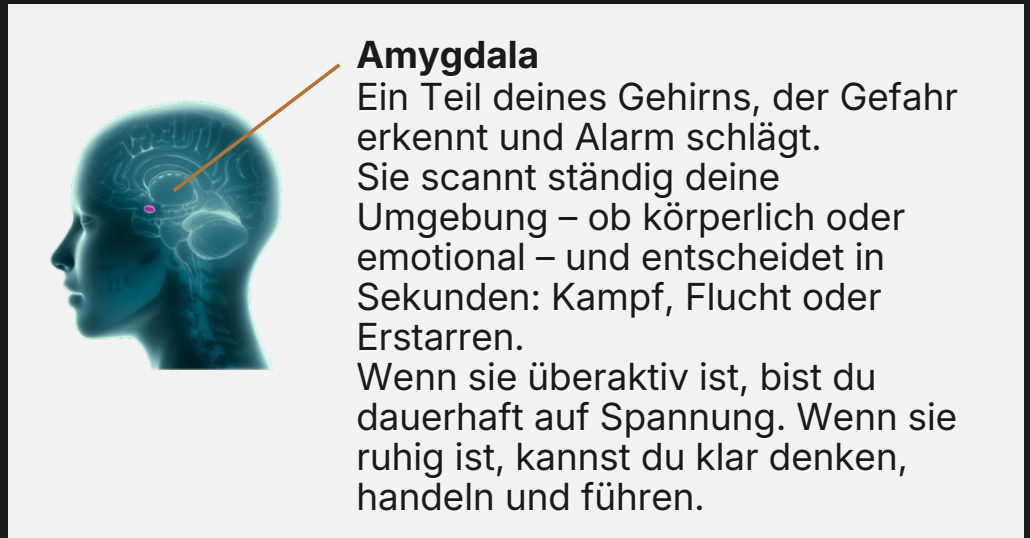 Amygdala
Ein Teil deines Gehirns, der Gefahr
erkennt und Alarm schlägt.
Sie scannt ständig deine
Umgebung – ob körperlich oder
emotional – und entscheidet in
Sekunden: Kampf, Flucht oder
Erstarren.
Wenn sie überaktiv ist, bist du
dauerhaft auf Spannung. Wenn sie
ruhig ist, kannst du klar denken,
handeln und führen.